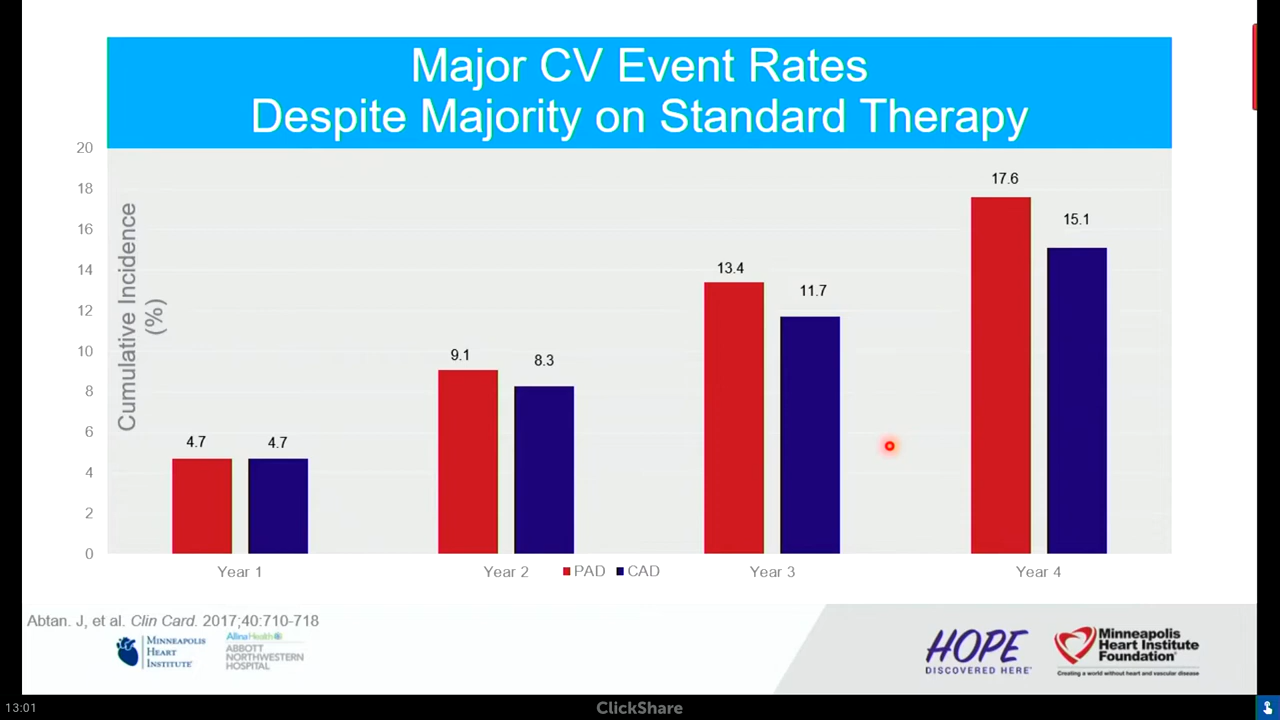 Major CV Event Rates
Despite Majority on Standard Therapy
Cumulative Incidence
(%)
20
18
16
14
12
10
8
6
4
2
0
4.7
4.7
9.1
8.3
13.4
11.7
17.6
15.1
Year 1
Year 2
Year 3
Year 4
PAD
CAD
Abtan. J, et al. Clin Card. 2017;40:710-718
MINNEAPOLIS
HEART
INSTITUTE
Allina Health
ABBOTT
NORTHWESTERN
HOSPITAL
HOPE
DISCOVERED HERE
Minneapolis
Heart Institute
Foundation
Creating a world without heart and vascular disease
13:01
ClickShare